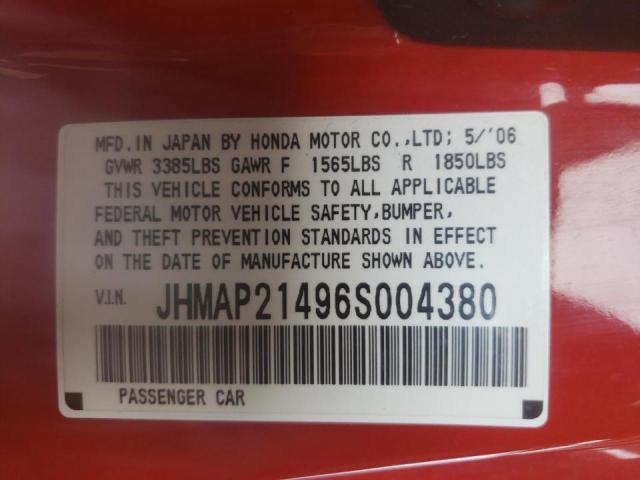 MFD. IN JAPAN BY HONDA MOTOR CO.,LTD; 5/'06
GVWR 3385LBS GAWR F 1565LBS R 1850LBS
THIS VEHICLE CONFORMS TO ALL APPLICABLE
FEDERAL MOTOR VEHICLE SAFETY,BUMPER,
AND THEFT PREVENTION STANDARDS IN EFFECT
ON THE DATE OF MANUFACTURE SHOWN ABOVE.
V.I.N. JHMAP21496S004380
PASSENGER CAR